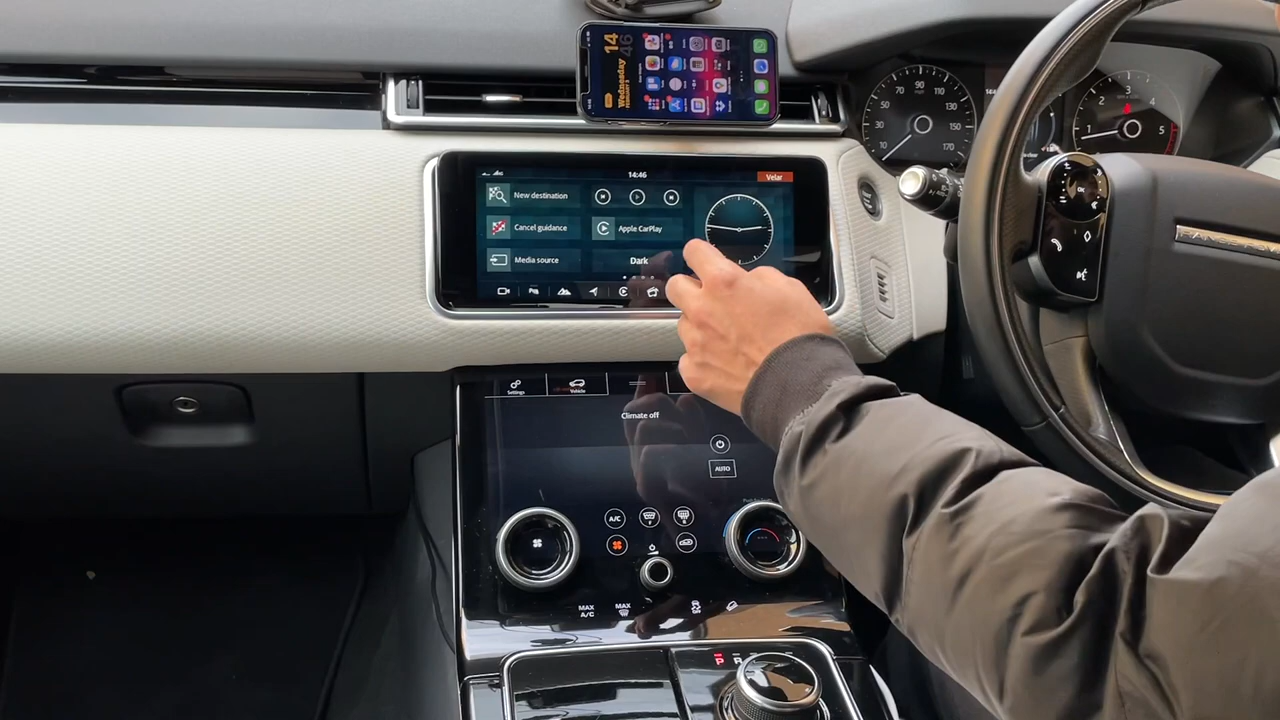 14
46
Wednesday
70
90
50
110
30
130
150
10
170
1
2
3
4
5
14:46
Velar
New destination
Cancel guidance
Apple CarPlay
Media source
Dark
OK
Settings
Vehicle
Climate off
AUTO
A/C
MAX
A/C
MAX
P
R